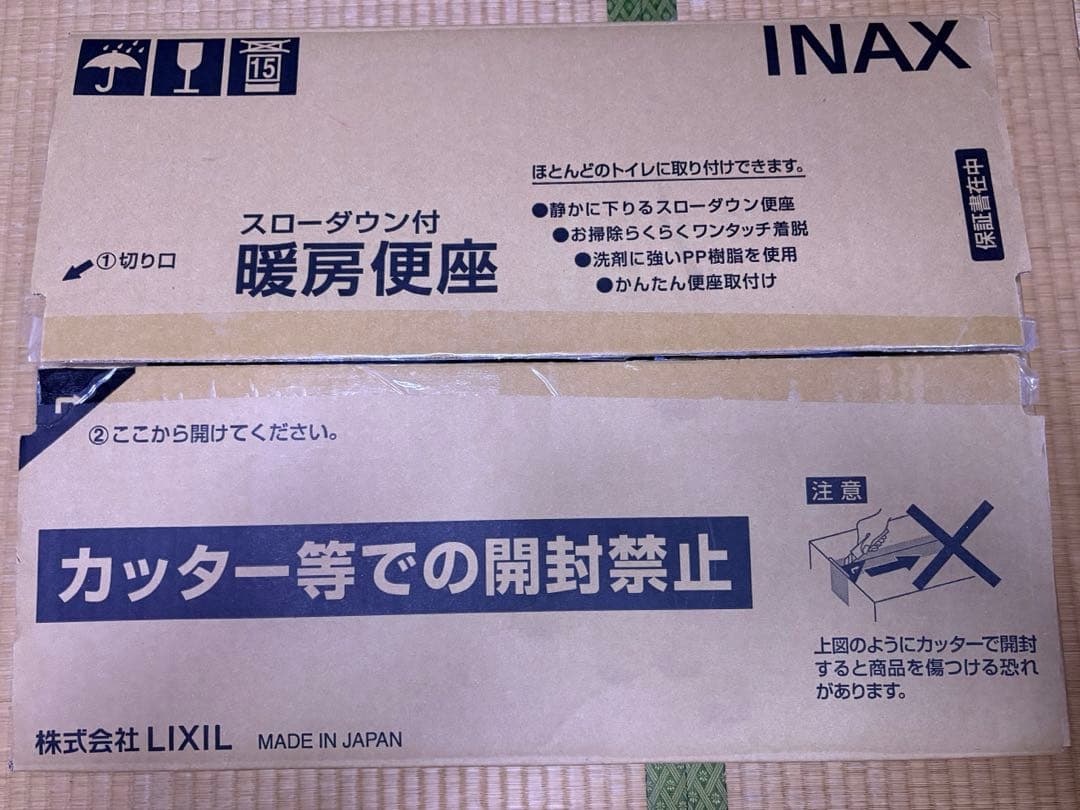 15
INAX
ほとんどのトイレに取り付けできます。
●静かに下りるスローダウン便座
●お掃除らくらくワンタッチ着脱
●洗剤に強いPP樹脂を使用
●かんたん便座取付け
保証書在中
スローダウン付
暖房便座
①切り口
②ここから開けてください。
カッター等での開封禁止
注意
上図のようにカッターで開封
すると商品を傷つける恐れ
があります。
株式会社 LIXIL MADE IN JAPAN